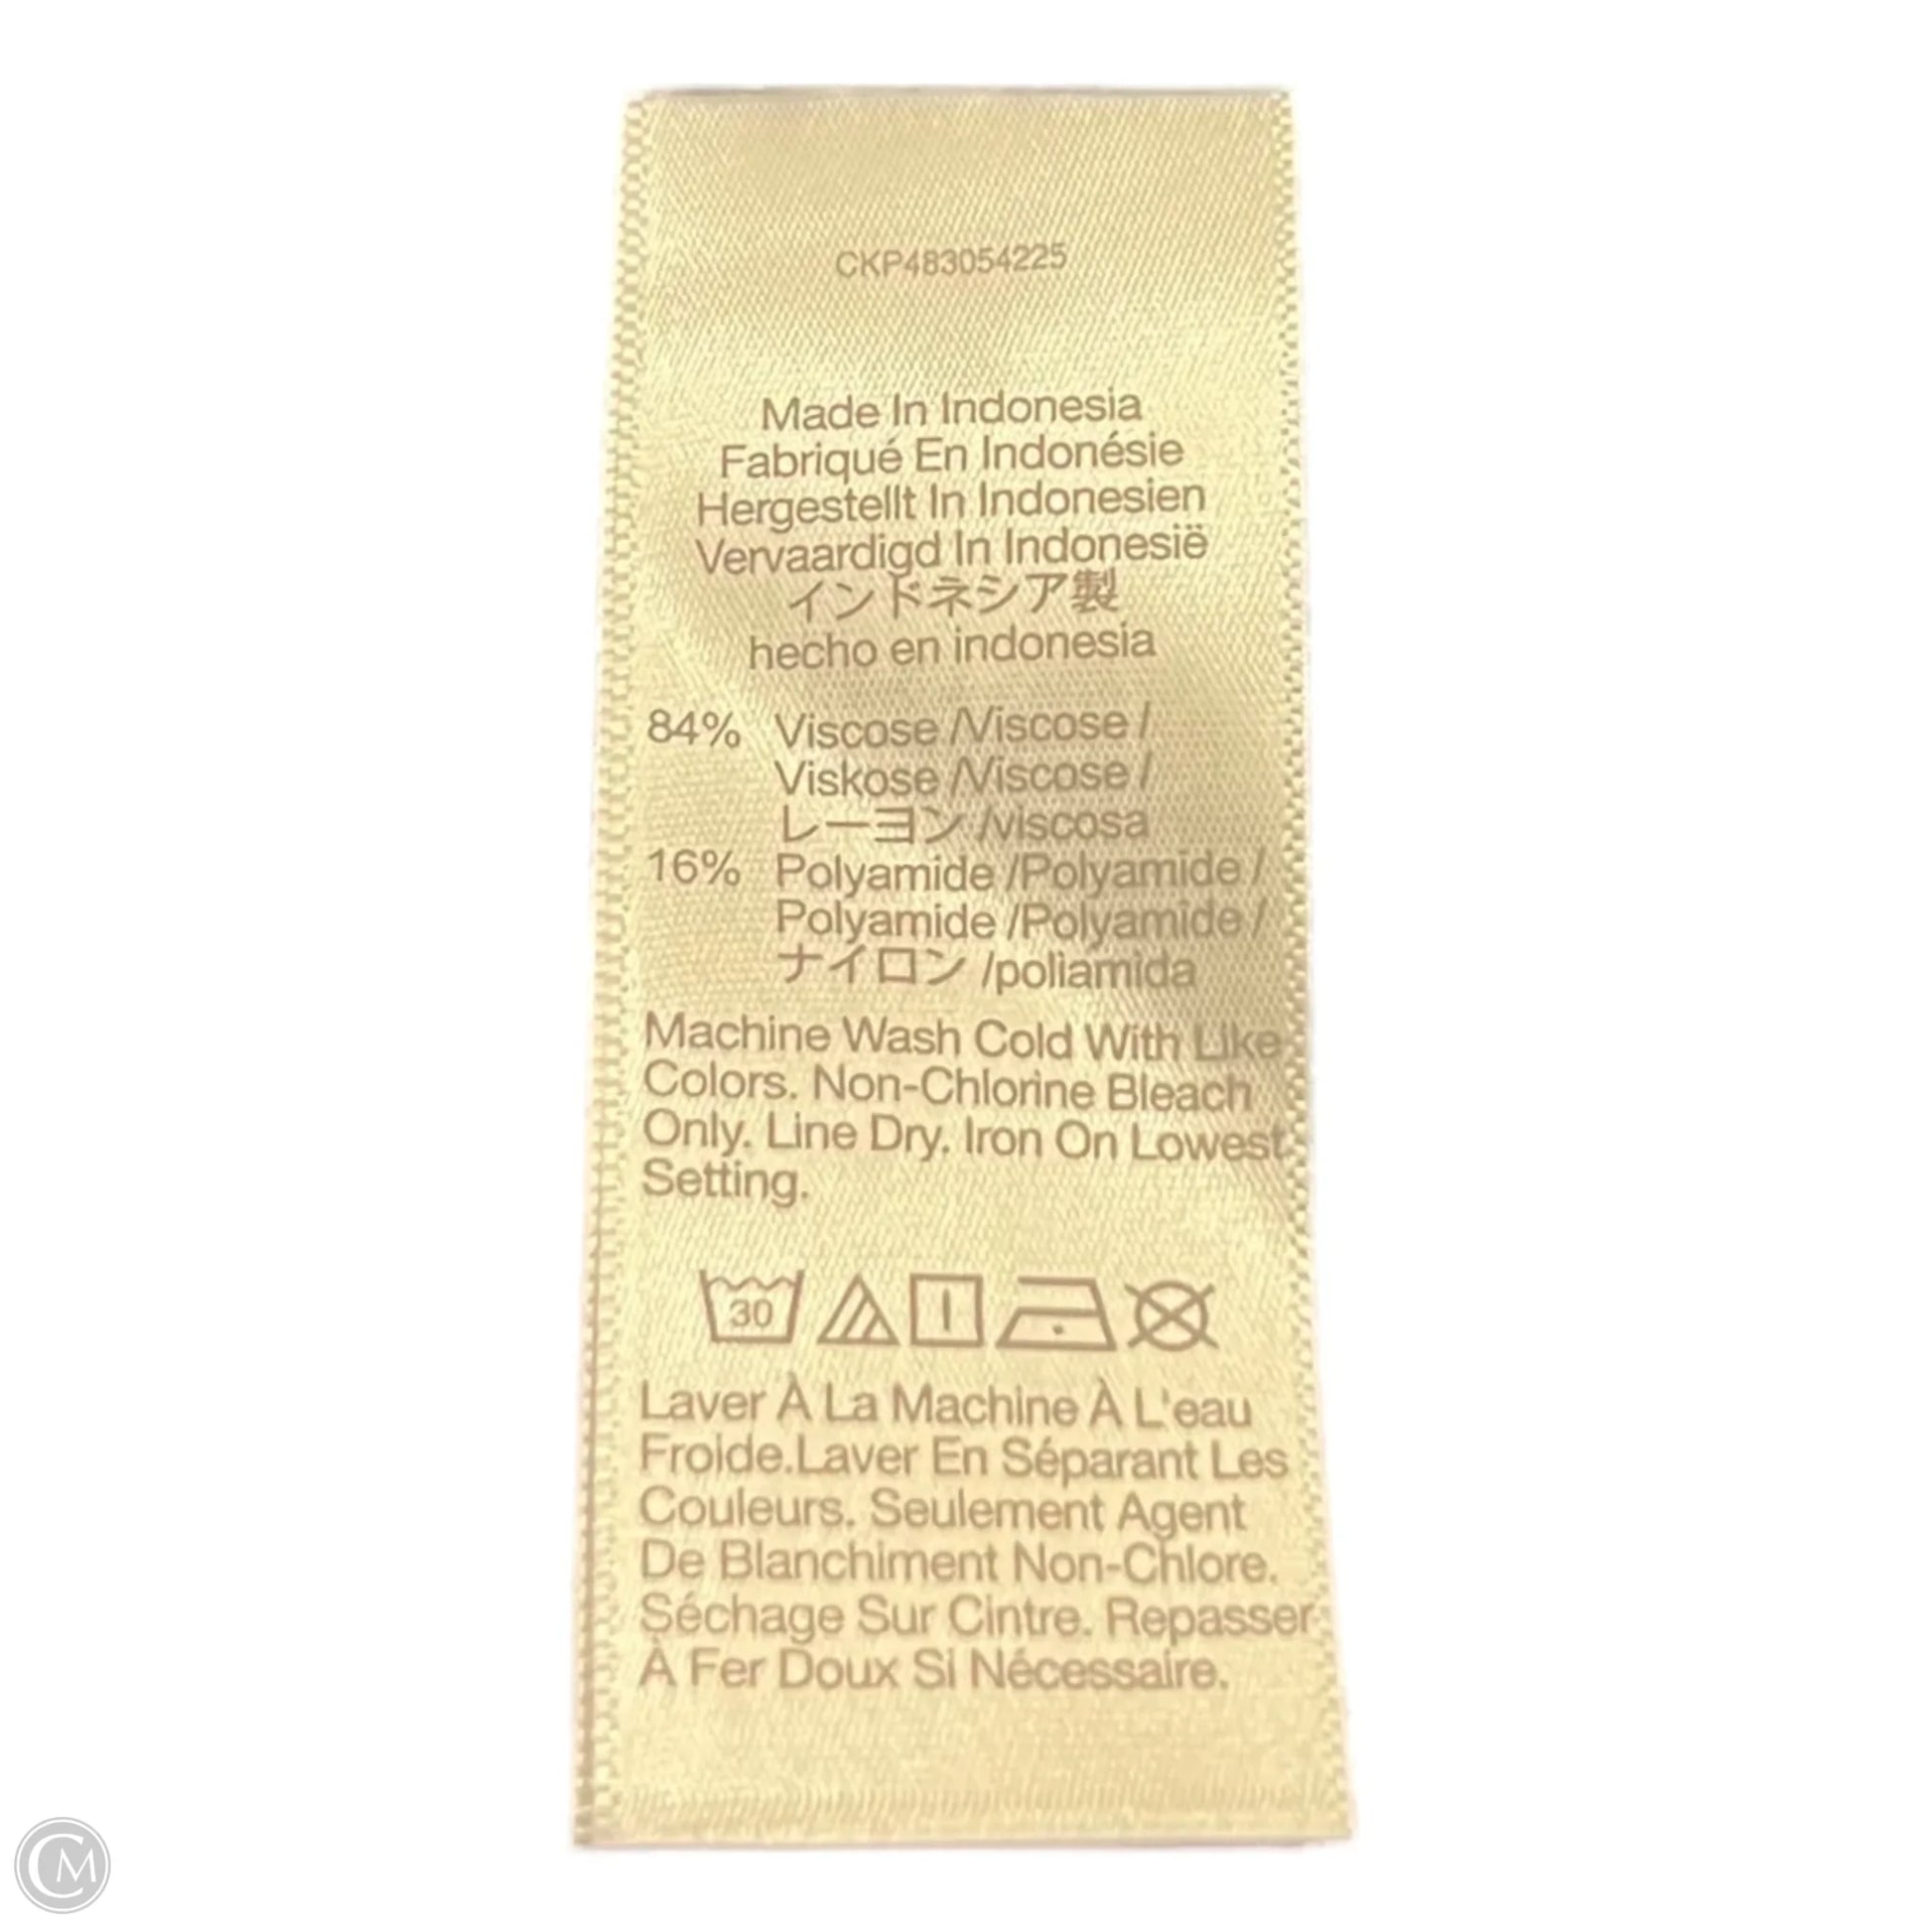 CKP483054225
Made In Indonesia
Fabriqué En Indonésie
Hergestellt In Indonesien
Vervaardigd In Indonesië
インドネシア製
hecho en indonesia
84% Viscose /Viscose /
Viskose /Viscose /
レーヨン /viscosa
16% Polyamide /Polyamide /
Polyamide /Polyamide /
ナイロン /poliamida
Machine Wash Cold With Like
Colors. Non-Chlorine Bleach
Only. Line Dry. Iron On Lowest
Setting.
30
Laver À La Machine À L'eau
Froide.Laver En Séparant Les
Couleurs. Seulement Agent
De Blanchiment Non-Chlore.
Séchage Sur Cintre. Repasser
À Fer Doux Si Nécessaire.
CM